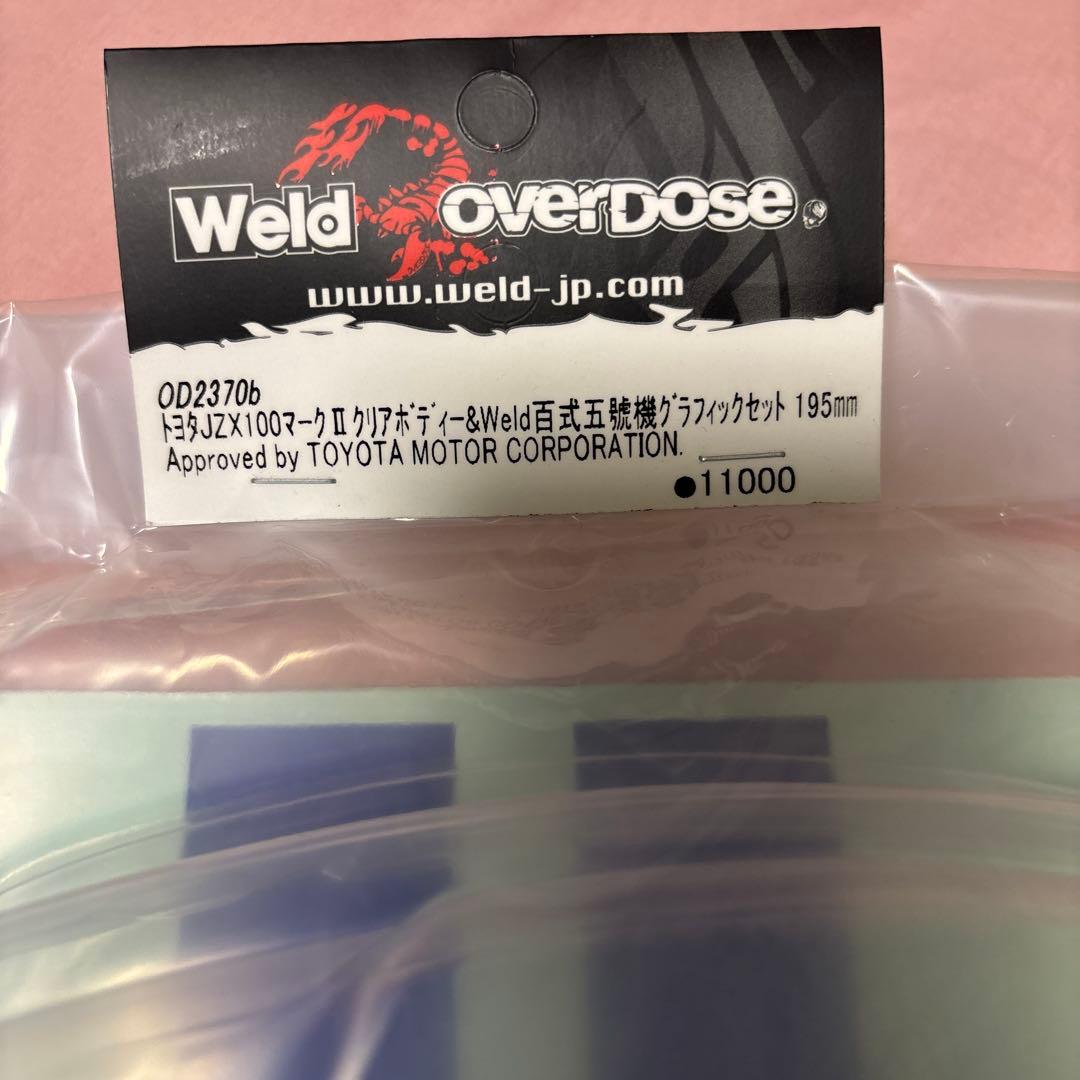 Weld OVERDOSE
www.weld-jp.com
OD2370b
ﾄﾖﾀJZX100マークⅡクリアボディー&Weld百式五號機グラフィックセット 195mm
Approved by TOYOTA MOTOR CORPORATION.
●11000